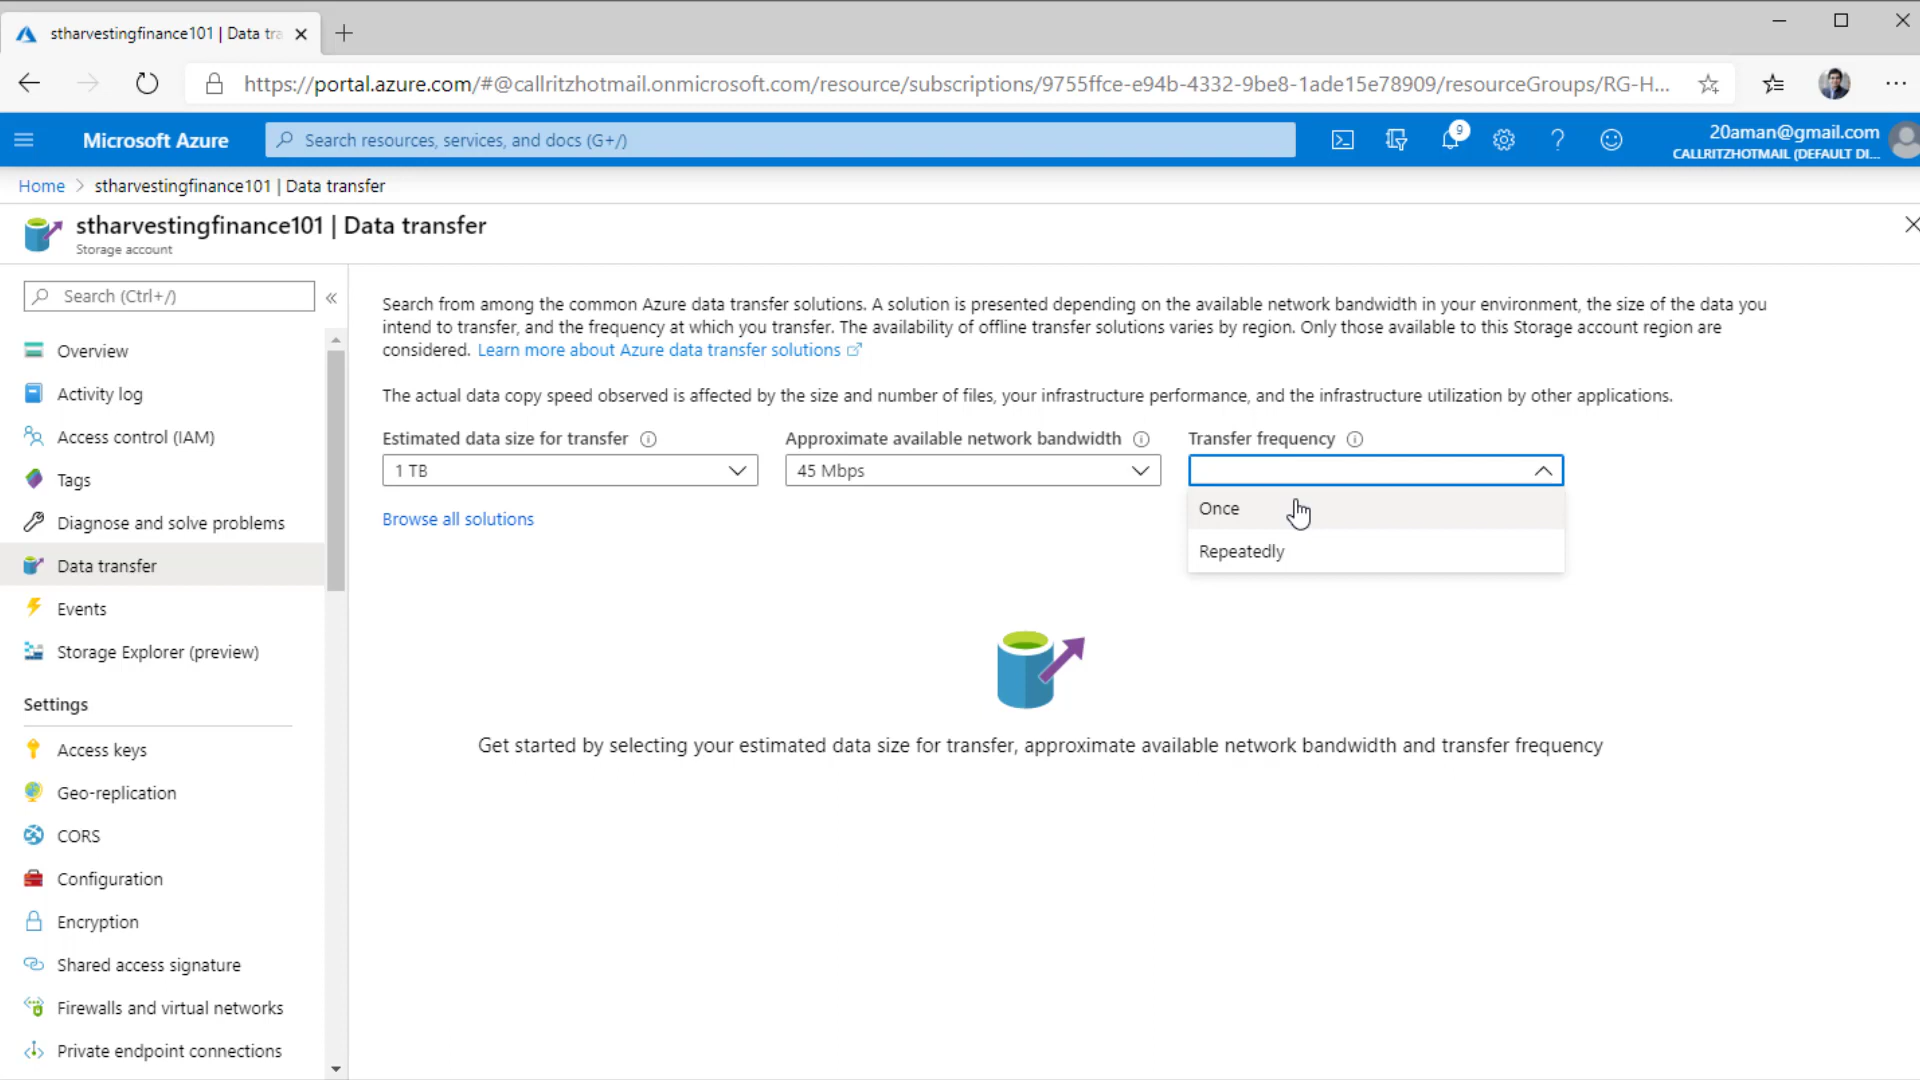 stharvestingfinance101 | Data tra
https://portal.azure.com/#@callritzhotmail.onmicrosoft.com/resource/subscriptions/9755ffce-e94b-4332-9be8-1ade15e78909/resourceGroups/RG-H...
Microsoft Azure
Search resources, services, and docs (G+/)
9
20aman@gmail.com
CALLRITZHOTMAIL (DEFAULT DI...
Home > stharvestingfinance101 | Data transfer
stharvestingfinance101 | Data transfer
Storage account
Search (Ctrl+/)
Overview
Activity log
Access control (IAM)
Tags
Diagnose and solve problems
Data transfer
Events
Storage Explorer (preview)
Settings
Access keys
Geo-replication
CORS
Configuration
Encryption
Shared access signature
Firewalls and virtual networks
Private endpoint connections
Search from among the common Azure data transfer solutions. A solution is presented depending on the available network bandwidth in your environment, the size of the data you
intend to transfer, and the frequency at which you transfer. The availability of offline transfer solutions varies by region. Only those available to this Storage account region are
considered. Learn more about Azure data transfer solutions
The actual data copy speed observed is affected by the size and number of files, your infrastructure performance, and the infrastructure utilization by other applications.
Estimated data size for transfer
1 TB
Approximate available network bandwidth
45 Mbps
Transfer frequency
Once
Repeatedly
Browse all solutions
Get started by selecting your estimated data size for transfer, approximate available network bandwidth and transfer frequency